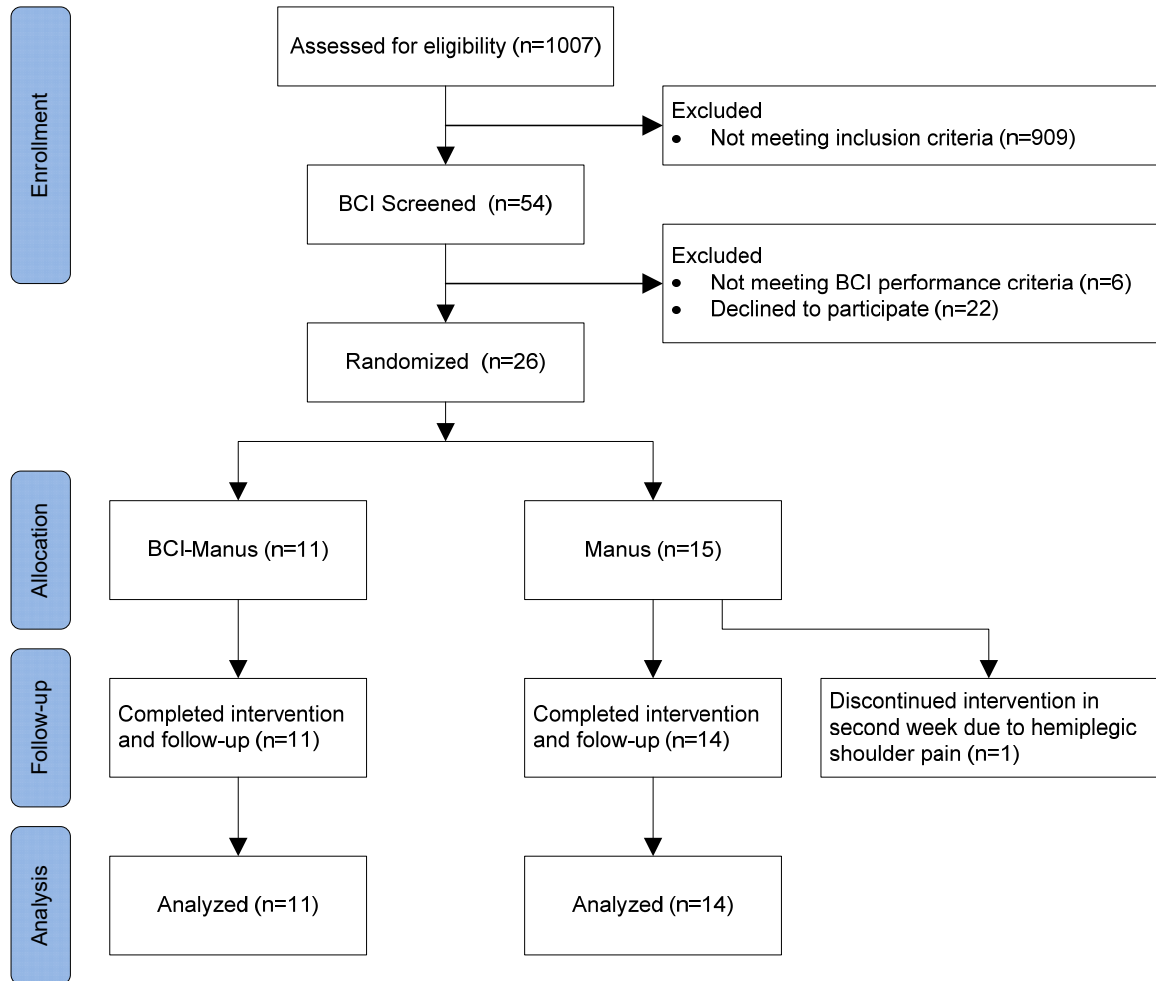 Enrollment
Assessed for eligibility (n=1007)
Excluded
• Not meeting inclusion criteria (n=909)
BCI Screened (n=54)
Excluded
• Not meeting BCI performance criteria (n=6)
• Declined to participate (n=22)
Randomized (n=26)
Allocation
BCI-Manus (n=11)
Manus (n=15)
Follow-up
Completed intervention
and follow-up (n=11)
Completed intervention
and folow-up (n=14)
Discontinued intervention in
second week due to hemiplegic
shoulder pain (n=1)
Analysis
Analyzed (n=11)
Analyzed (n=14)